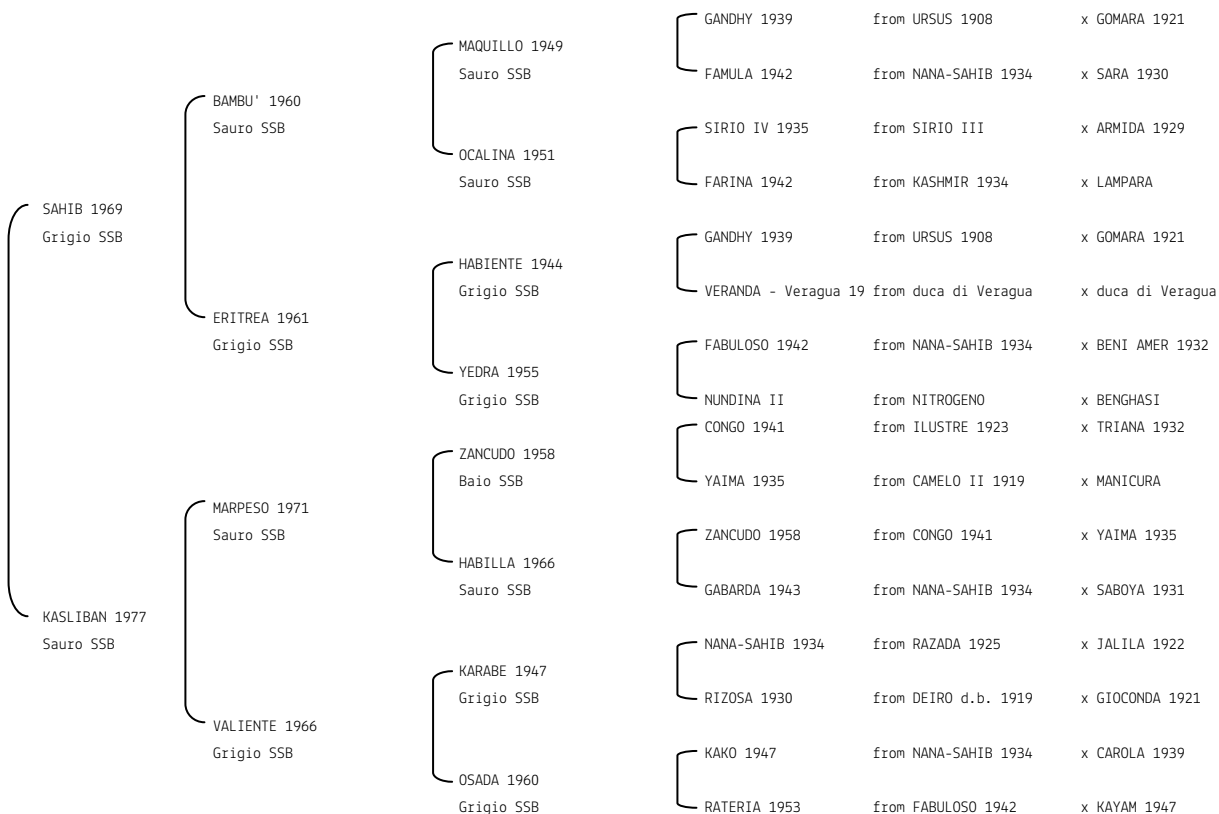 GANDHY 1939 from URSUS 1908 x GOMARA 1921
MAQUILLO 1949
Sauro SSB FAMULA 1942 from NANA-SAHIB 1934 x SARA 1930
BAMBU' 1960
Sauro SSB SIRIO IV 1935 from SIRIO III x ARMIDA 1929
OCALINA 1951
Sauro SSB FARINA 1942 from KASHMIR 1934 x LAMPARA
SAHIB 1969
Grigio SSB GANDHY 1939 from URSUS 1908 x GOMARA 1921
HABIENTE 1944
Grigio SSB VERANDA - Veragua 19 from duca di Veragua x duca di Veragua
ERITREA 1961
Grigio SSB FABULOSO 1942 from NANA-SAHIB 1934 x BENI AMER 1932
YEDRA 1955
Grigio SSB NUNDINA II from NITROGENO x BENGHASI
CONGO 1941 from ILUSTRE 1923 x TRIANA 1932
ZANCUDO 1958
Baio SSB YAIMA 1935 from CAMELO II 1919 x MANICURA
MARPESO 1971
Sauro SSB ZANCUDO 1958 from CONGO 1941 x YAIMA 1935
HABILLA 1966
Sauro SSB GABARDA 1943 from NANA-SAHIB 1934 x SABOYA 1931
KASLIBAN 1977
Sauro SSB NANA-SAHIB 1934 from RAZADA 1925 x JALILA 1922
KARABE 1947
Grigio SSB RIZOSA 1930 from DEIRO d.b. 1919 x GIOCONDA 1921
VALIENTE 1966
Grigio SSB KAKO 1947 from NANA-SAHIB 1934 x CAROLA 1939
OSADA 1960
Grigio SSB RATERIA 1953 from FABULOSO 1942 x KAYAM 1947